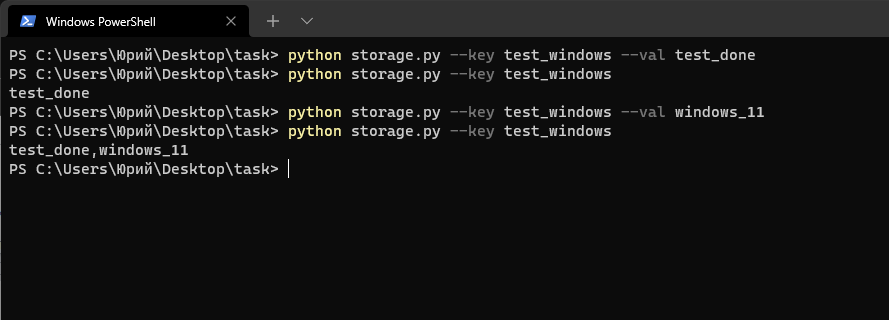 Windows PowerShell
PS C:\Users\Юрий\Desktop\task> python storage.py --key test_windows --val test_done
PS C:\Users\Юрий\Desktop\task> python storage.py --key test_windows
test_done
PS C:\Users\Юрий\Desktop\task> python storage.py --key test_windows --val windows_11
PS C:\Users\Юрий\Desktop\task> python storage.py --key test_windows
test_done,windows_11
PS C:\Users\Юрий\Desktop\task>